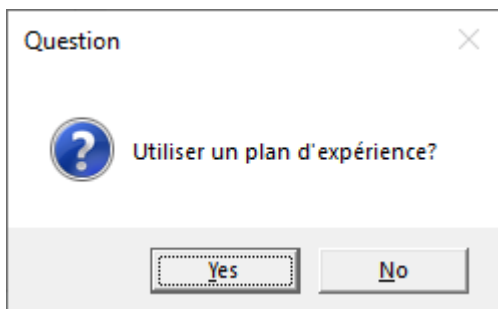 Question
Utiliser un plan d'expérience?
Yes
No